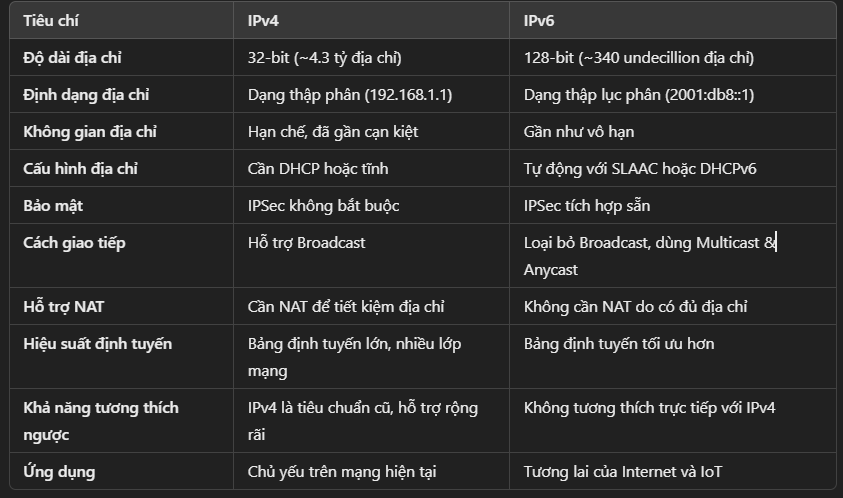 Tiêu chí IPv4 IPv6
Độ dài địa chỉ 32-bit (~4.3 tỷ địa chỉ) 128-bit (~340 undecillion địa chỉ)
Định dạng địa chỉ Dạng thập phân (192.168.1.1) Dạng thập lục phân (2001:db8::1)
Không gian địa chỉ Hạn chế, đã gần cạn kiệt Gần như vô hạn
Cấu hình địa chỉ Cần DHCP hoặc tĩnh Tự động với SLAAC hoặc DHCPv6
Bảo mật IPSec không bắt buộc IPSec tích hợp sẵn
Cách giao tiếp Hỗ trợ Broadcast Loại bỏ Broadcast, dùng Multicast &
Anycast
Hỗ trợ NAT Cần NAT để tiết kiệm địa chỉ Không cần NAT do có đủ địa chỉ
Hiệu suất định tuyến Bảng định tuyến lớn, nhiều lớp
mạng
Bảng định tuyến tối ưu hơn
Khả năng tương thích
ngược
IPv4 là tiêu chuẩn cũ, hỗ trợ rộng
rãi
Không tương thích trực tiếp với IPv4
Ứng dụng Chủ yếu trên mạng hiện tại Tương lai của Internet và IoT